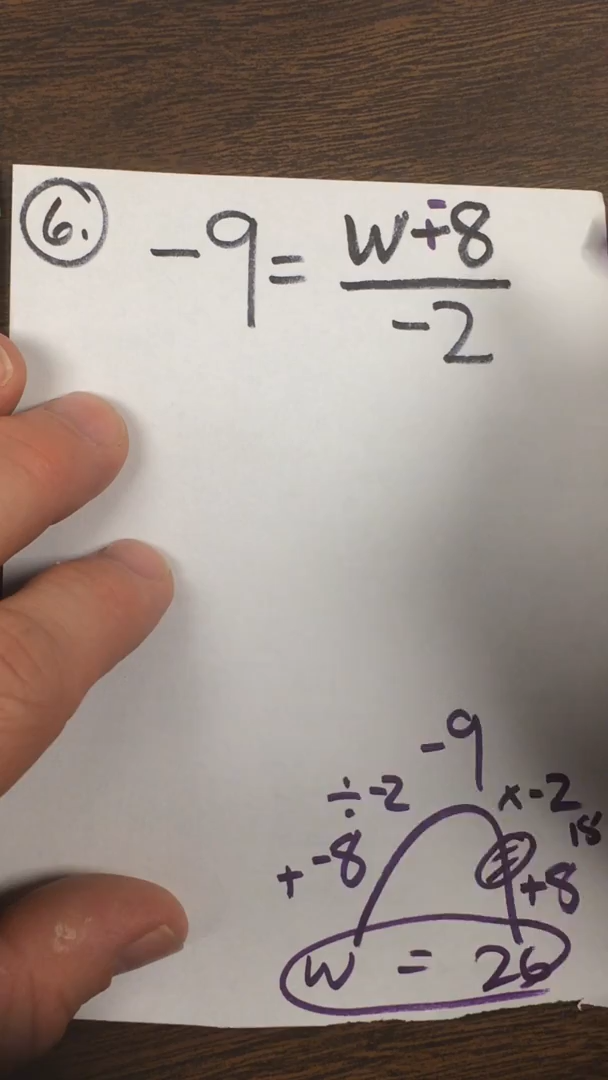 6. -9 = w + -8
-2
-9
÷ -2 x -2
18
+ -8 +8
w = 26